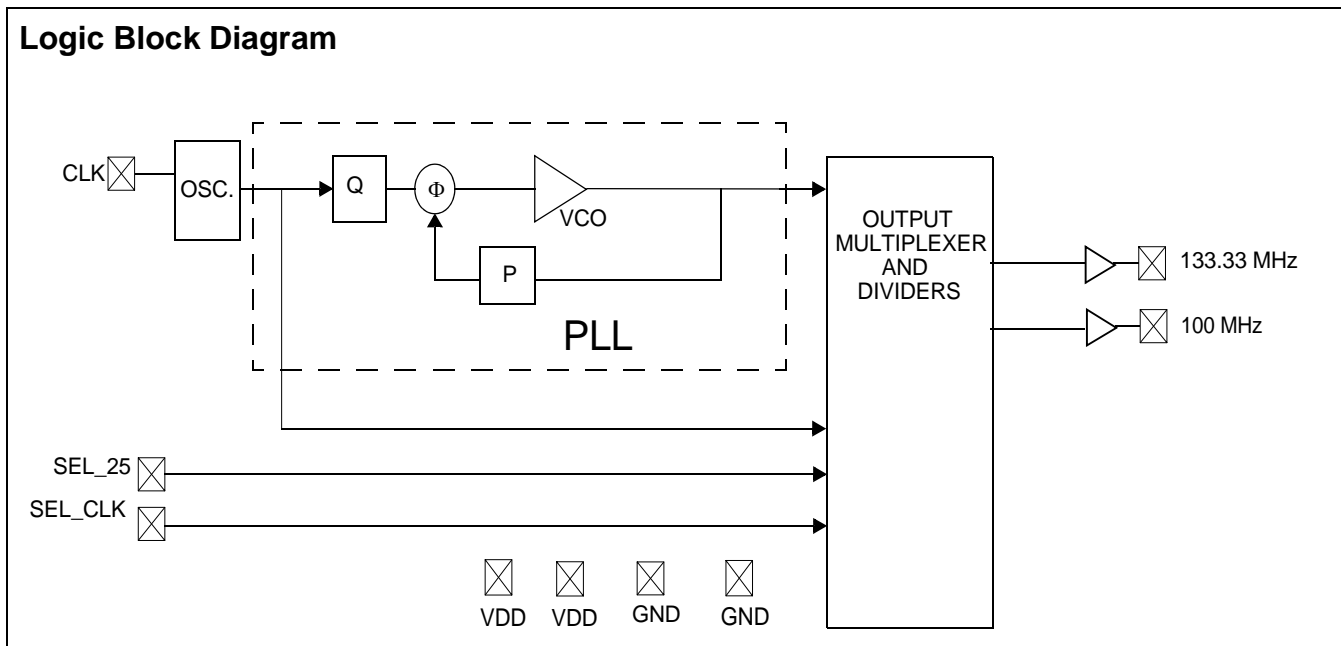 Logic Block Diagram
CLK
OSC.
Q
Φ
VCO
P
PLL
OUTPUT
MULTIPLEXER
AND
DIVIDERS
133.33 MHz
100 MHz
SEL_25
SEL_CLK
VDD
VDD
GND
GND